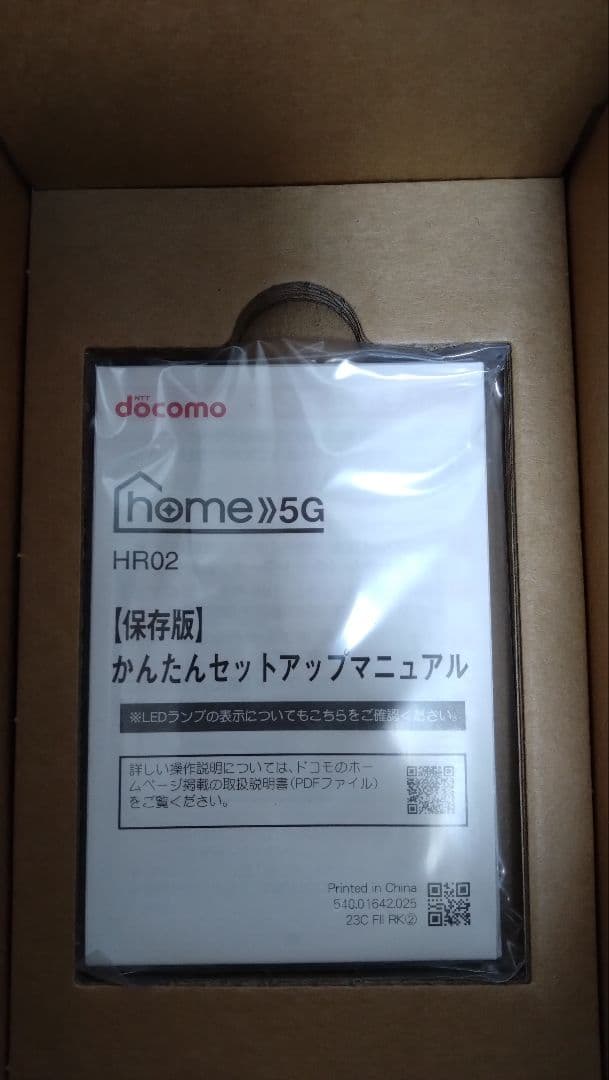 NTT
docomo
home 5G
HR02
【保存版】
かんたんセットアップマニュアル
※LEDランプの表示についてもこちらをご確認ください。
詳しい操作説明については、ドコモのホー
ムページ掲載の取扱説明書(PDFファイル)
をご覧ください。
Printed in China
540.01642.025
23C FII RK②